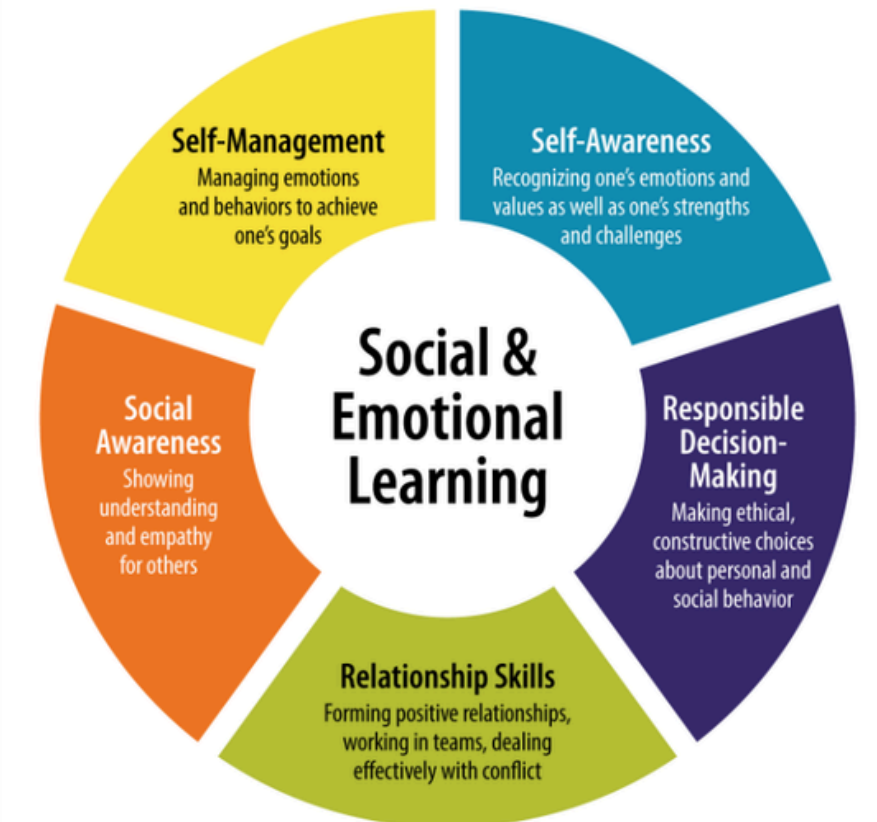 Self-Management
Managing emotions
and behaviors to achieve
one's goals
Self-Awareness
Recognizing one's emotions and
values as well as one's strengths
and challenges
Social &
Emotional
Learning
Social
Awareness
Showing
understanding
and empathy
for others
Responsible
Decision-
Making
Making ethical,
constructive choices
about personal and
social behavior
Relationship Skills
Forming positive relationships,
working in teams, dealing
effectively with conflict